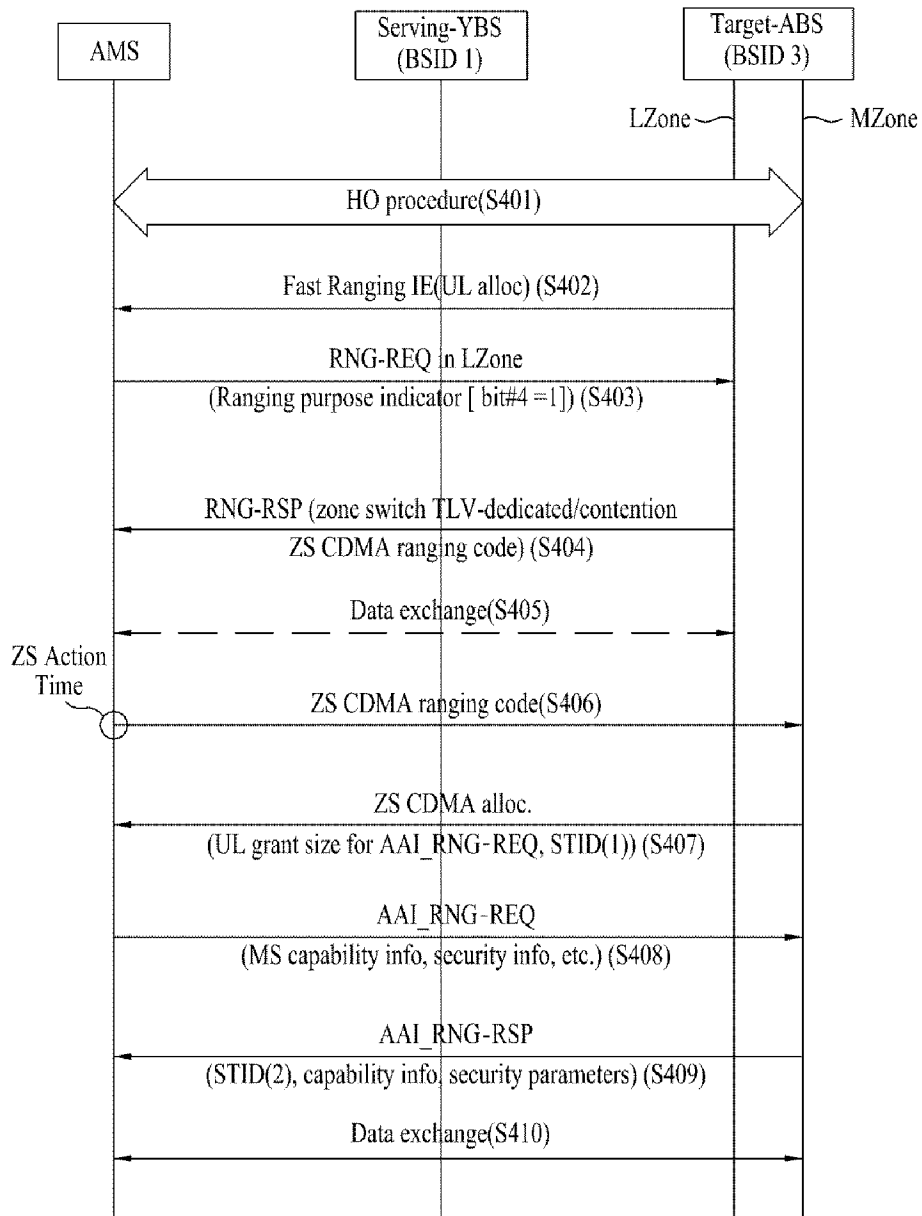 AMS
Serving-YBS
(BSID 1)
Target-ABS
(BSID 3)
LZone
MZone
HO procedure(S401)
Fast Ranging IE(UL alloc) (S402)
RNG-REQ in LZone
(Ranging purpose indicator [ bit#4 =1]) (S403)
RNG-RSP (zone switch TLV-dedicated/contention
ZS CDMA ranging code) (S404)
Data exchange(S405)
ZS Action
Time
ZS CDMA ranging code(S406)
ZS CDMA alloc.
(UL grant size for AAI_RNG-REQ, STID(1)) (S407)
AAI_RNG-REQ
(MS capability info, security info, etc.) (S408)
AAI_RNG-RSP
(STID(2), capability info, security parameters) (S409)
Data exchange(S410)